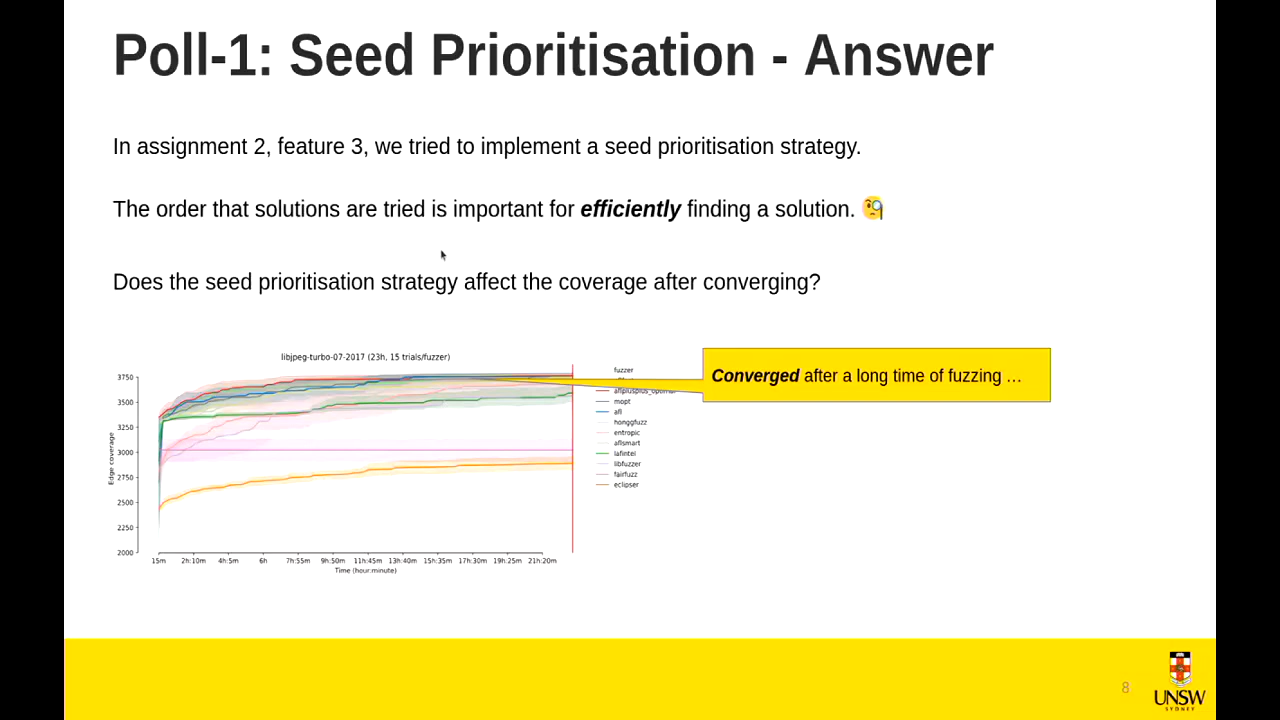 Poll-1: Seed Prioritisation - Answer
In assignment 2, feature 3, we tried to implement a seed prioritisation strategy.
The order that solutions are tried is important for efficiently finding a solution. 🧐
Does the seed prioritisation strategy affect the coverage after converging?
libjpeg-turbo-07-2017 (23h, 15 trials/fuzzer)
Edge coverage
3750
3500
3250
3000
2750
2500
2250
2000
15m 2h:10m 4h:5m 6h 7h:55m 9h:50m 11h:45m 13h:40m 15h:35m 17h:30m 19h:25m 21h:20m
Time (hour:minute)
fuzzer
mopt
afl
honggfuzz
entropic
aflsmart
lafintel
libfuzzer
fairfuzz
eclipser
Converged after a long time of fuzzing …
8
UNSW
SYDNEY